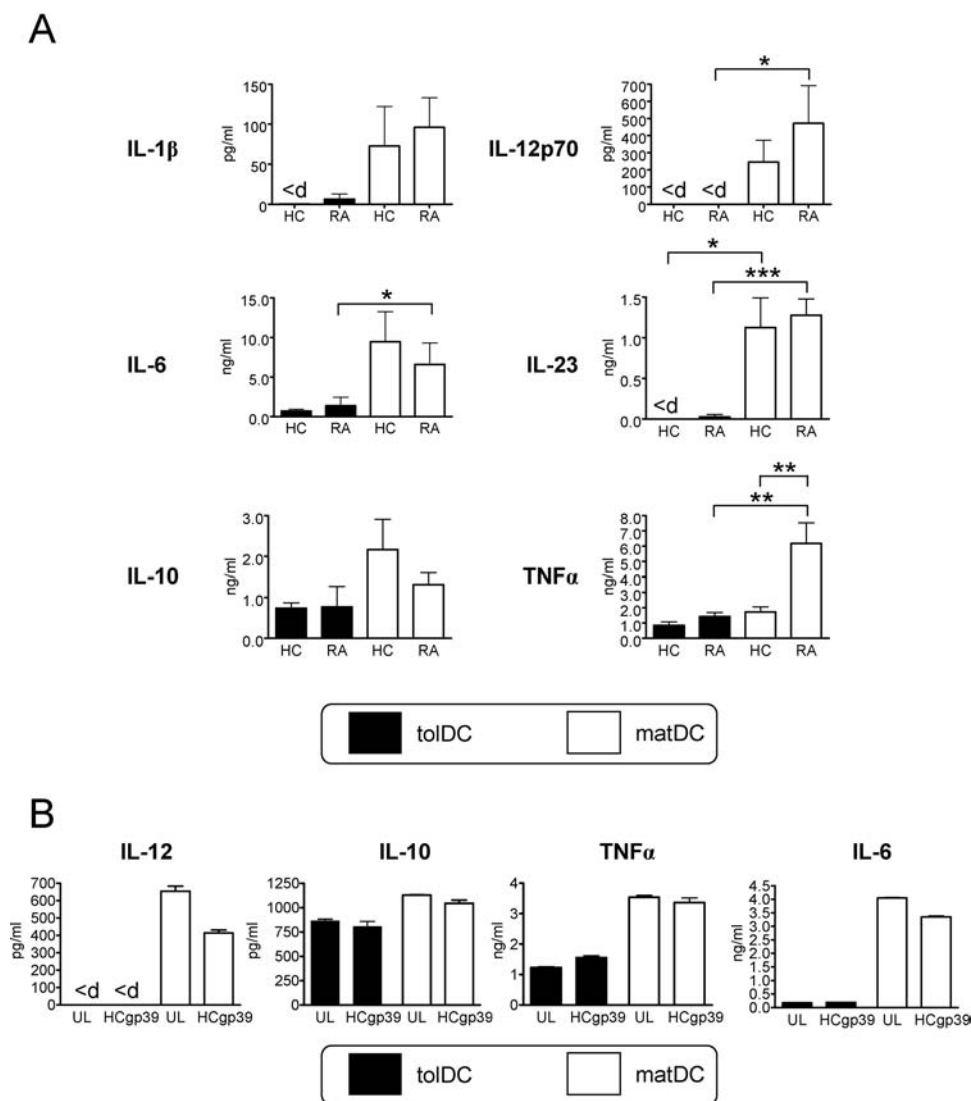 A
IL-1β
pg/ml
150
100
50
0
<d
HC RA HC RA
IL-12p70
pg/ml
700
600
500
400
300
200
100
0
*
<d <d
HC RA HC RA
IL-6
ng/ml
15.0
10.0
5.0
0.0
*
HC RA HC RA
IL-23
ng/ml
1.5
1.0
0.5
0.0
*
***
<d
HC RA HC RA
IL-10
ng/ml
3.0
2.0
1.0
0.0
HC RA HC RA
TNFα
ng/ml
8.0
7.0
6.0
5.0
4.0
3.0
2.0
1.0
0.0
**
**
HC RA HC RA
tolDC matDC
B
IL-12
pg/ml
700
600
500
400
300
200
100
0
<d <d
UL HCgp39 UL HCgp39
IL-10
pg/ml
1250
1000
750
500
250
0
UL HCgp39 UL HCgp39
TNFα
ng/ml
4
3
2
1
0
UL HCgp39 UL HCgp39
IL-6
ng/ml
4.5
4.0
3.5
3.0
2.5
2.0
1.5
1.0
0.5
0.0
UL HCgp39 UL HCgp39
tolDC matDC